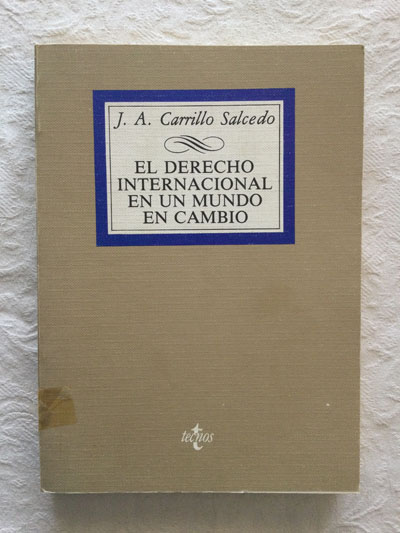 J. A. Carrillo Salcedo
EL DERECHO
INTERNACIONAL
EN UN MUNDO
EN CAMBIO
tecnos